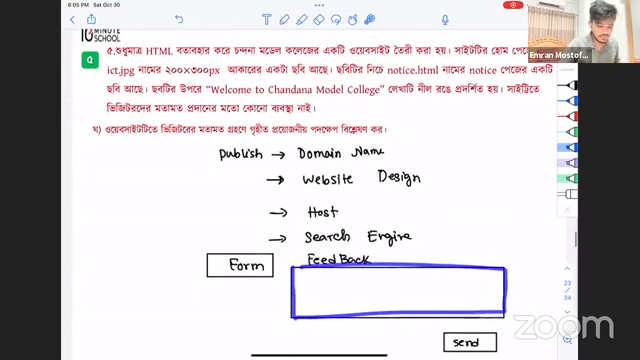 8:05 PM Sat Oct 30
10 MINUTE SCHOOL
৫
৫.শুধুমাত্র HTML ব্যবহার করে চন্দনা মডেল কলেজের একটি ওয়েবসাইট তৈরী করা হয়। সাইটটির হোম পেজে
ict.jpg নামের ২০০×৩০০px আকারের একটা ছবি আছে। ছবিটির নিচে notice.html নামের notice পেজের একটি
ছবি আছে। ছবটির উপরে “Welcome to Chandana Model College” লেখাটি নীল রঙে প্রদর্শিত হয়। সাইট্রিতে
ভিজিটরদের মতামত প্রদানের মতো কোনো ব্যবস্থা নাই।
ঘ) ওয়েবসাইটটিতে ভিজিটরের মতামত গ্রহণে গৃহীত প্রয়োজনীয় পদক্ষেপ বিশ্লেষণ কর।
Publish → Domain Name
→ Website Design
→ Host
→ Search Engine
Form FeedBack
send
Emran Mostof...
23
34
zoom